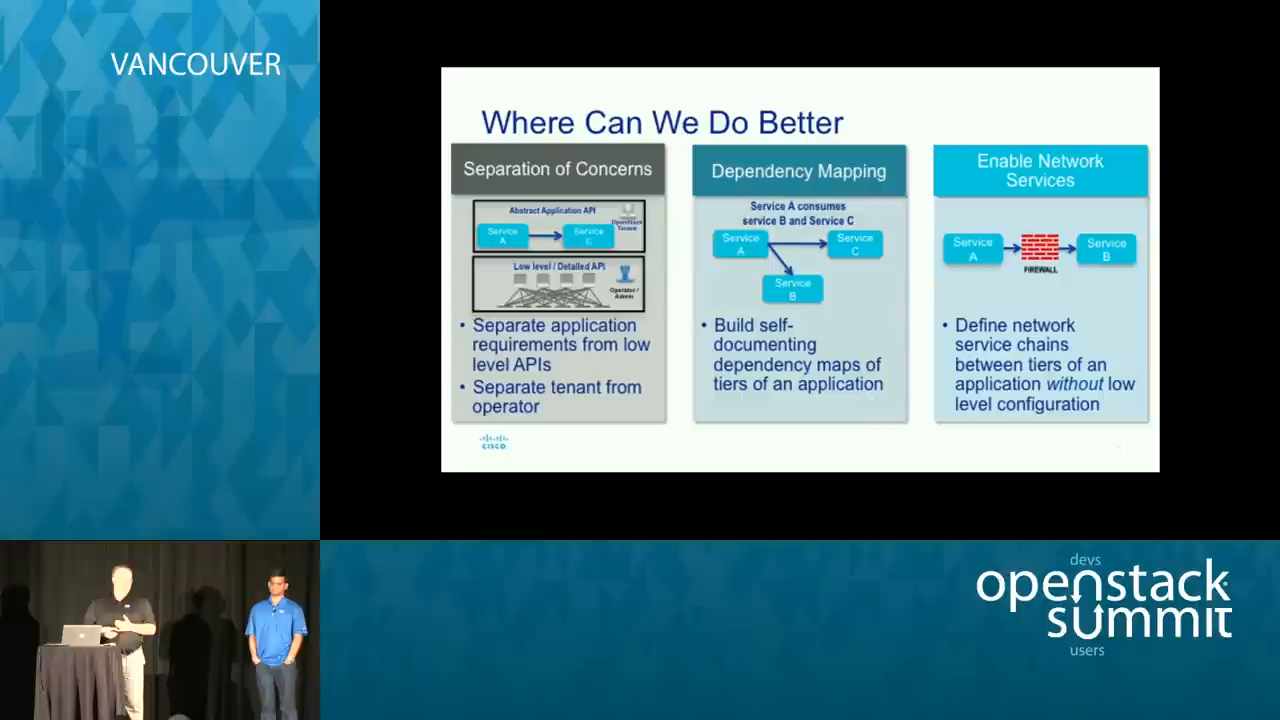 VANCOUVER
Where Can We Do Better
Separation of Concerns
Abstract Application API
OpenStack
Tenant
Service
A
Service
C
Low level / Detailed API
Operator /
Admin
• Separate application
requirements from low
level APIs
• Separate tenant from
operator
Dependency Mapping
Service A consumes
service B and Service C
Service
A
Service
C
Service
B
• Build self-
documenting
dependency maps of
tiers of an application
Enable Network
Services
Service
A
Service
B
FIREWALL
• Define network
service chains
between tiers of an
application without low
level configuration
CISCO
devs
openstack
summit
users